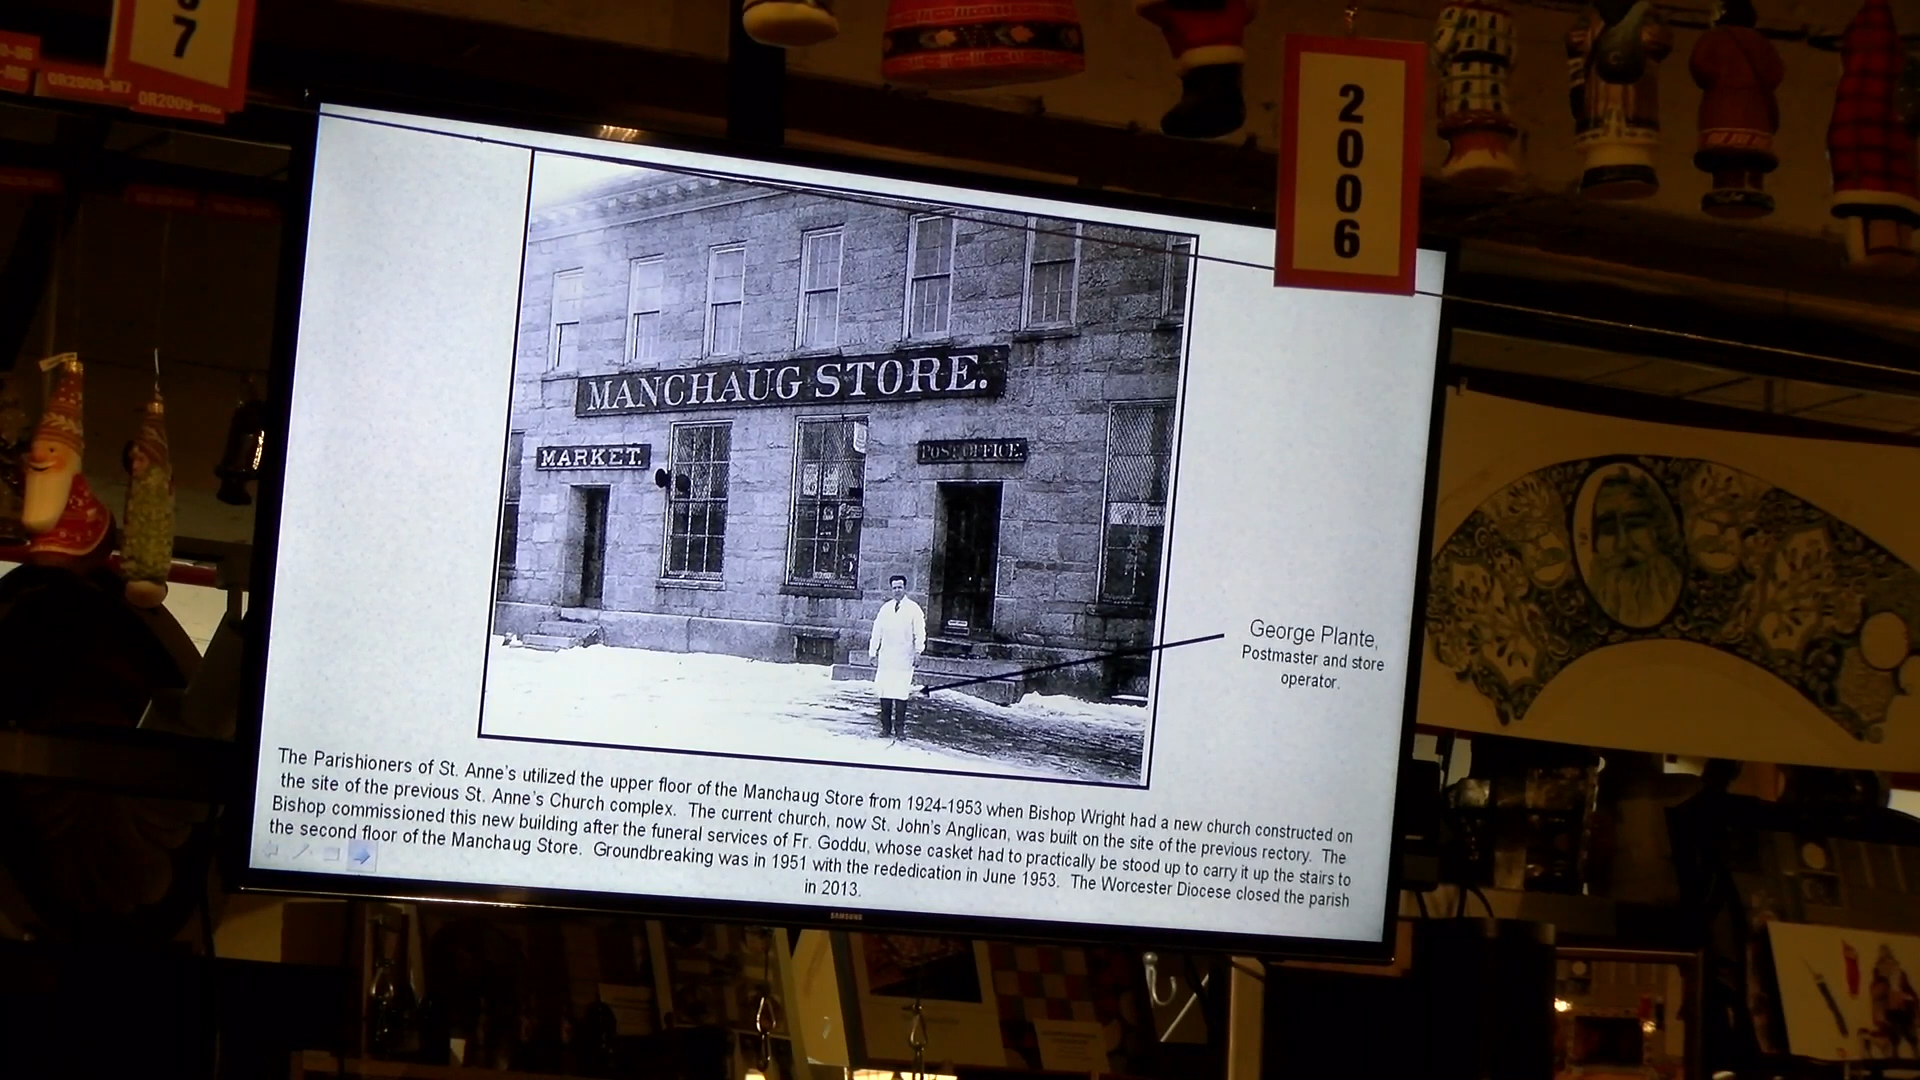 7
OR2009-M7
2006
MANCHAUG STORE.
MARKET.
POST OFFICE.
George Plante,
Postmaster and store
operator.
The Parishioners of St. Anne's utilized the upper floor of the Manchaug Store from 1924-1953 when Bishop Wright had a new church constructed on
the site of the previous St. Anne's Church complex. The current church, now St. John's Anglican, was built on the site of the previous rectory. The
Bishop commissioned this new building after the funeral services of Fr. Goddu, whose casket had to practically be stood up to carry it up the stairs to
the second floor of the Manchaug Store. Groundbreaking was in 1951 with the rededication in June 1953. The Worcester Diocese closed the parish
in 2013.
SAMSUNG